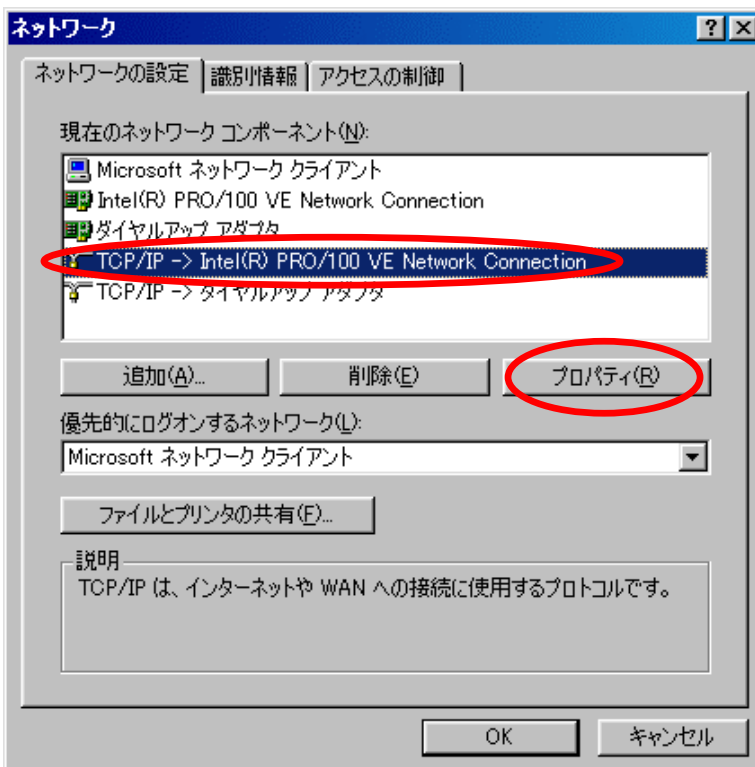 ネットワーク
ネットワークの設定 識別情報 アクセスの制御
現在のネットワーク コンポーネント(N):
Microsoft ネットワーク クライアント
Intel(R) PRO/100 VE Network Connection
ダイヤルアップ アダプタ
TCP/IP -> Intel(R) PRO/100 VE Network Connection
TCP/IP -> ダイヤルアップ アダプタ
追加(A)... 削除(E) プロパティ(R)
優先的にログオンするネットワーク(L):
Microsoft ネットワーク クライアント
ファイルとプリンタの共有(F)...
説明
TCP/IP は、インターネットや WAN への接続に使用するプロトコルです。
OK キャンセル